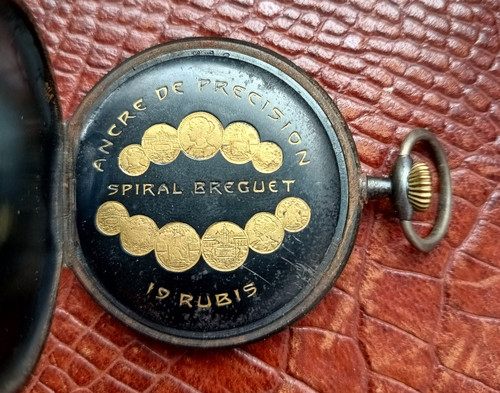 ANCRE DE PRECISION
SPIRAL BREGUET
19 RUBIS